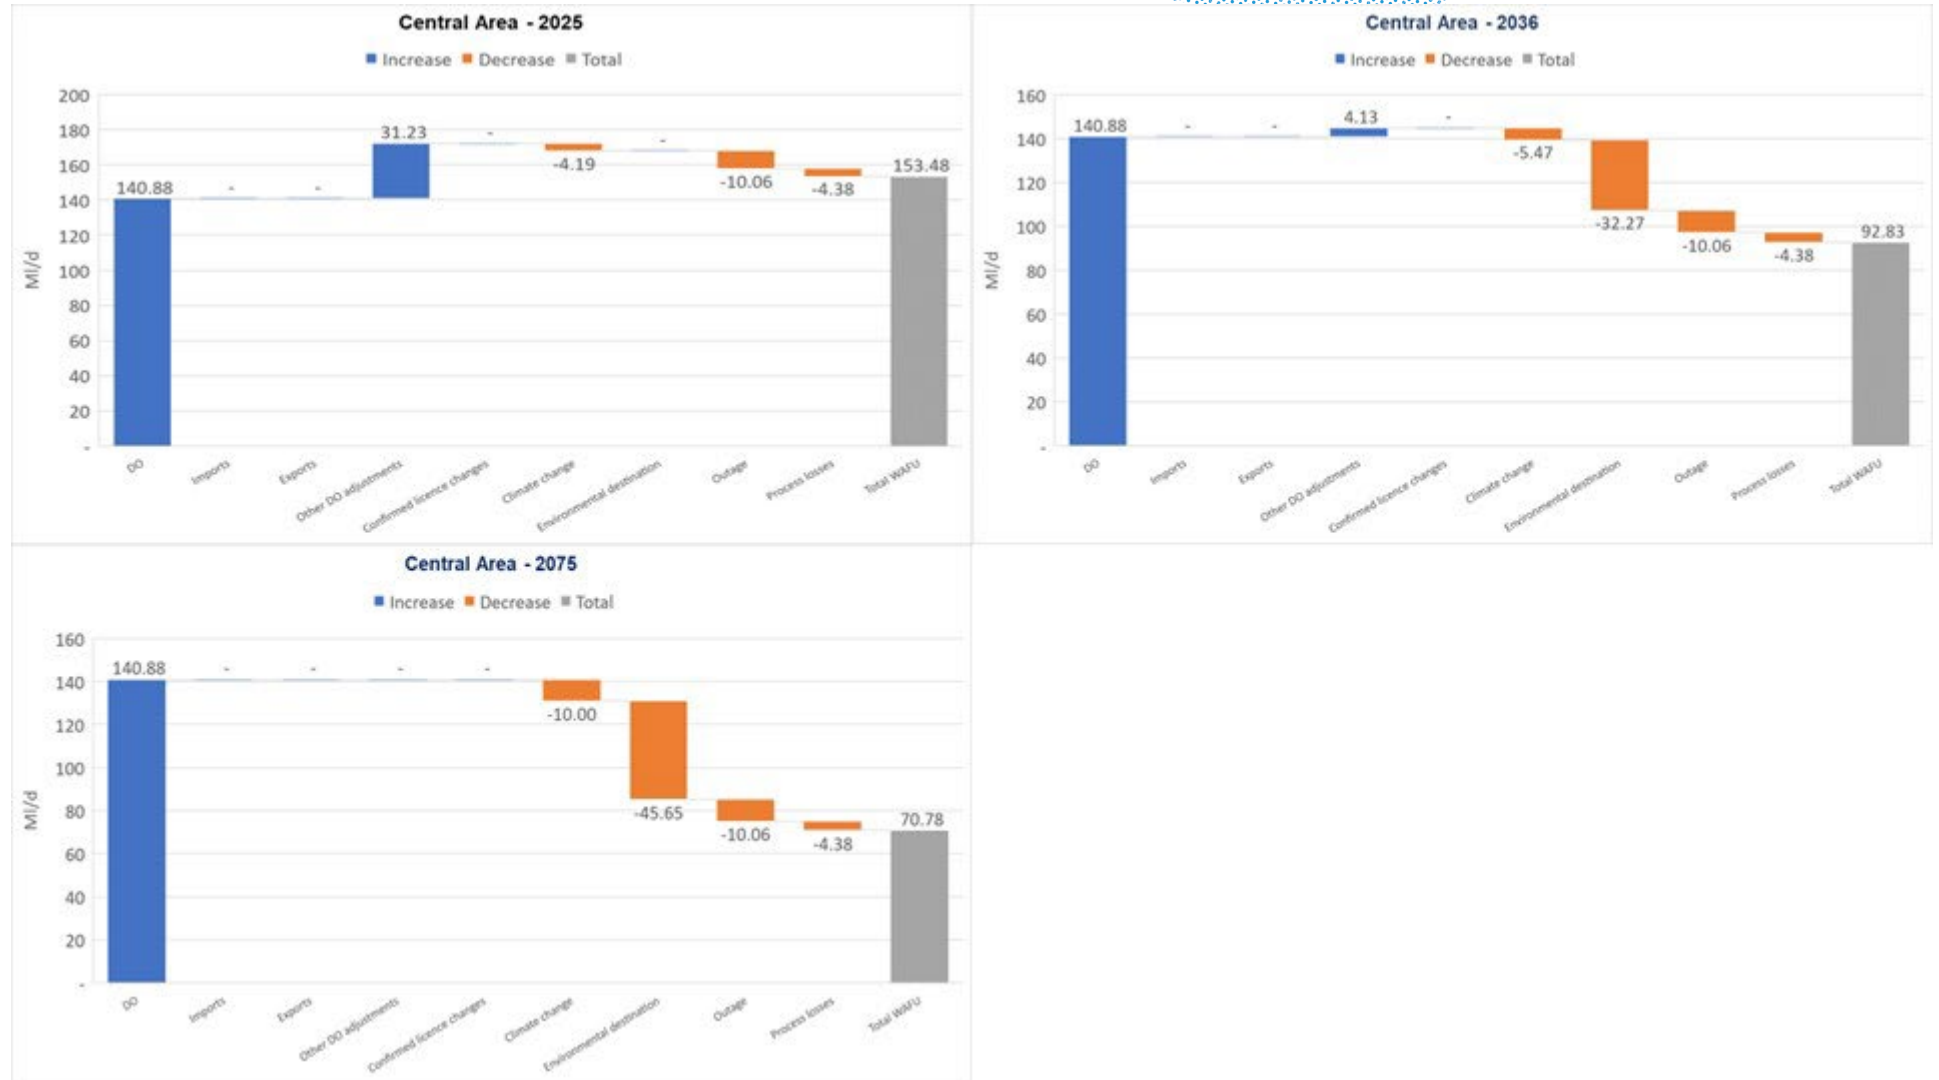 Central Area - 2025
Increase Decrease Total
200
180
160
140
120
100
80
60
40
20
-
Ml/d
140.88
-
-
31.23
-
-4.19
-
-10.06
-4.38
153.48
DO
Imports
Exports
Other DO adjustments
Confirmed licence changes
Climate change
Environmental destination
Outage
Process losses
Total WAFU
Central Area - 2036
Increase Decrease Total
160
140
120
100
80
60
40
20
-
Ml/d
140.88
-
-
4.13
-
-5.47
-32.27
-10.06
-4.38
92.83
DO
Imports
Exports
Other DO adjustments
Confirmed licence changes
Climate change
Environmental destination
Outage
Process losses
Total WAFU
Central Area - 2075
Increase Decrease Total
160
140
120
100
80
60
40
20
-
Ml/d
140.88
-
-
-
-
-10.00
-45.65
-10.06
-4.38
70.78
DO
Imports
Exports
Other DO adjustments
Confirmed licence changes
Climate change
Environmental destination
Outage
Process losses
Total WAFU